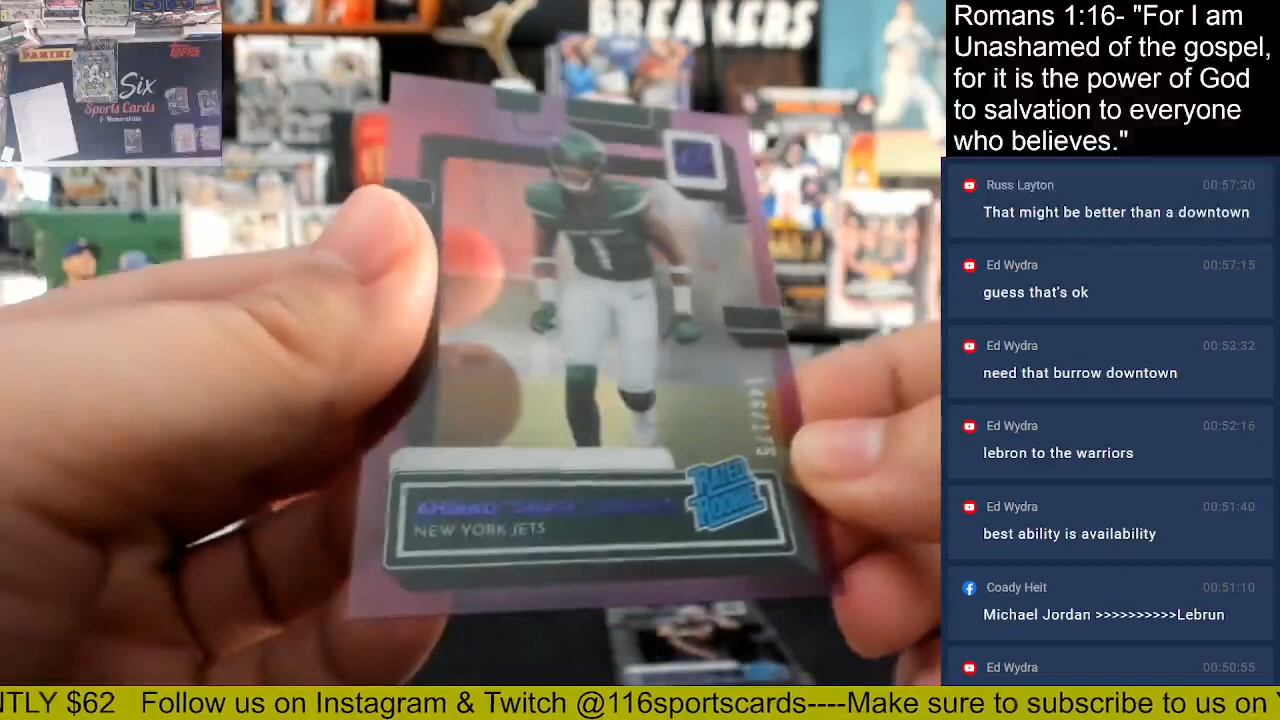 PANINI
TOPPS
Six
Sports Cards
& Memorabilia
BREAKERS
1
146/175
RATED
ROOKIE
NEW YORK JETS
Romans 1:16- "For I am
Unashamed of the gospel,
for it is the power of God
to salvation to everyone
who believes."
Russ Layton 00:57:30
That might be better than a downtown
Ed Wydra 00:57:15
guess that's ok
Ed Wydra 00:53:32
need that burrow downtown
Ed Wydra 00:52:16
lebron to the warriors
Ed Wydra 00:51:40
best ability is availability
Coady Heit 00:51:10
Michael Jordan >>>>>>>>>>Lebrun
Ed Wydra 00:50:55
NTLY $62 Follow us on Instagram & Twitch @116sportscards----Make sure to subscribe to us on